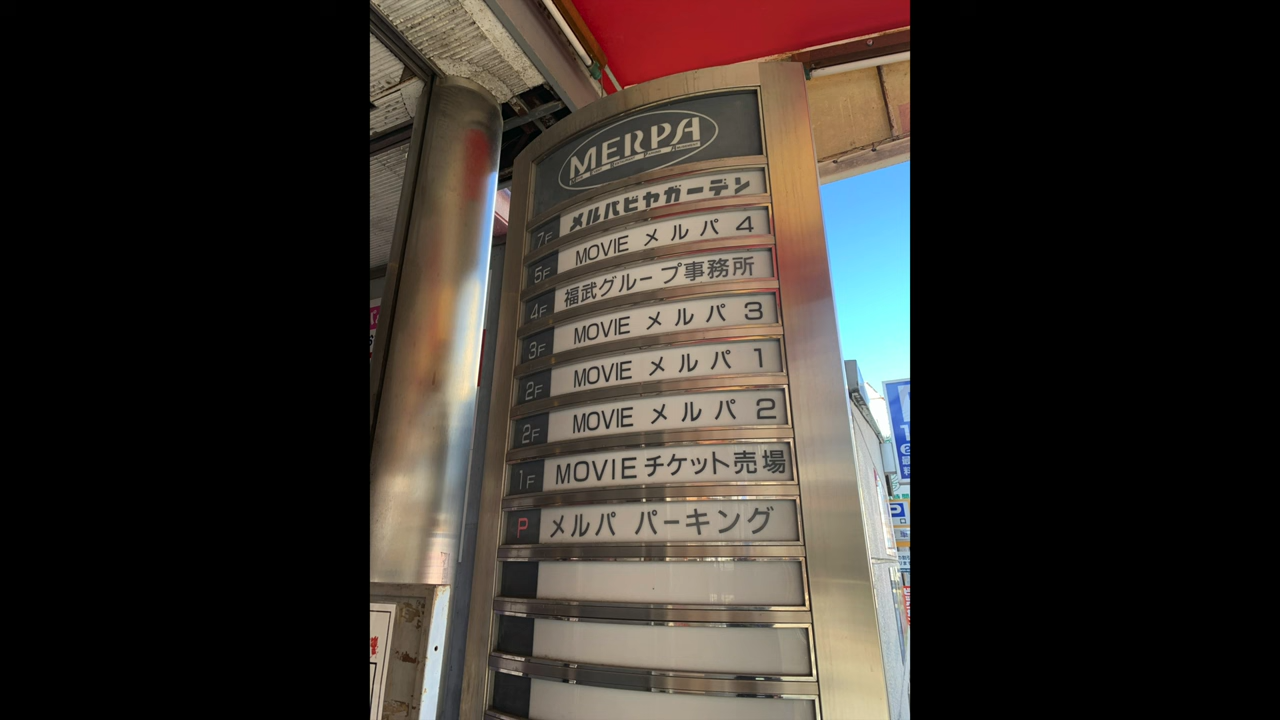 MERPA
7F メルパビヤガーデン
5F MOVIE メルパ 4
4F 福武グループ事務所
3F MOVIE メルパ 3
2F MOVIE メルパ 1
2F MOVIE メルパ 2
1F MOVIEチケット売場
P メルパ パーキング
P